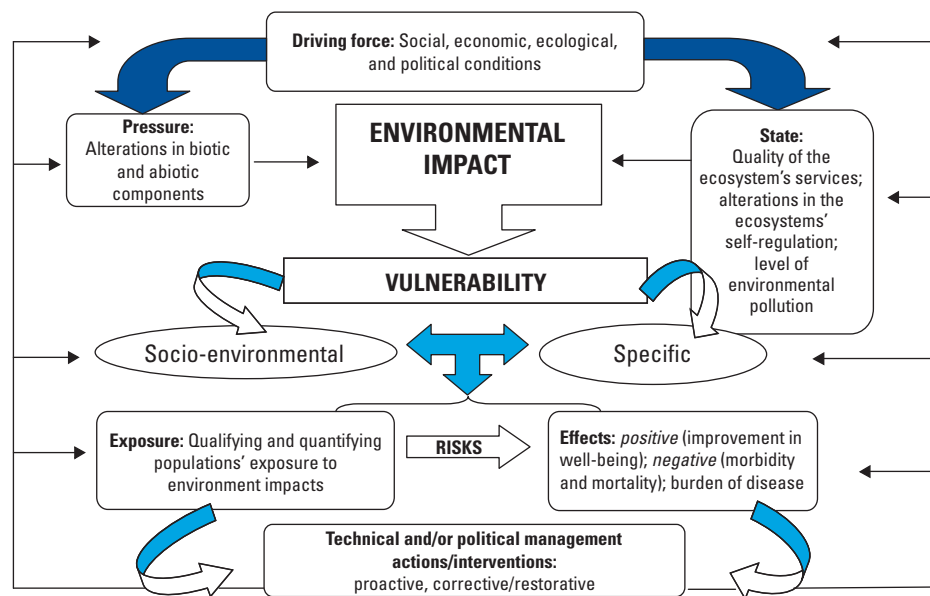 Driving force: Social, economic, ecological,
and political conditions
Pressure:
Alterations in biotic
and abiotic
components
ENVIRONMENTAL
IMPACT
State:
Quality of the
ecosystem's services;
alterations in the
ecosystems'
self-regulation;
level of
environmental
pollution
VULNERABILITY
Socio-environmental
Specific
Exposure: Qualifying and quantifying
populations' exposure to
environment impacts
RISKS
Effects: positive (improvement in
well-being); negative (morbidity
and mortality); burden of disease
Technical and/or political management
actions/interventions:
proactive, corrective/restorative